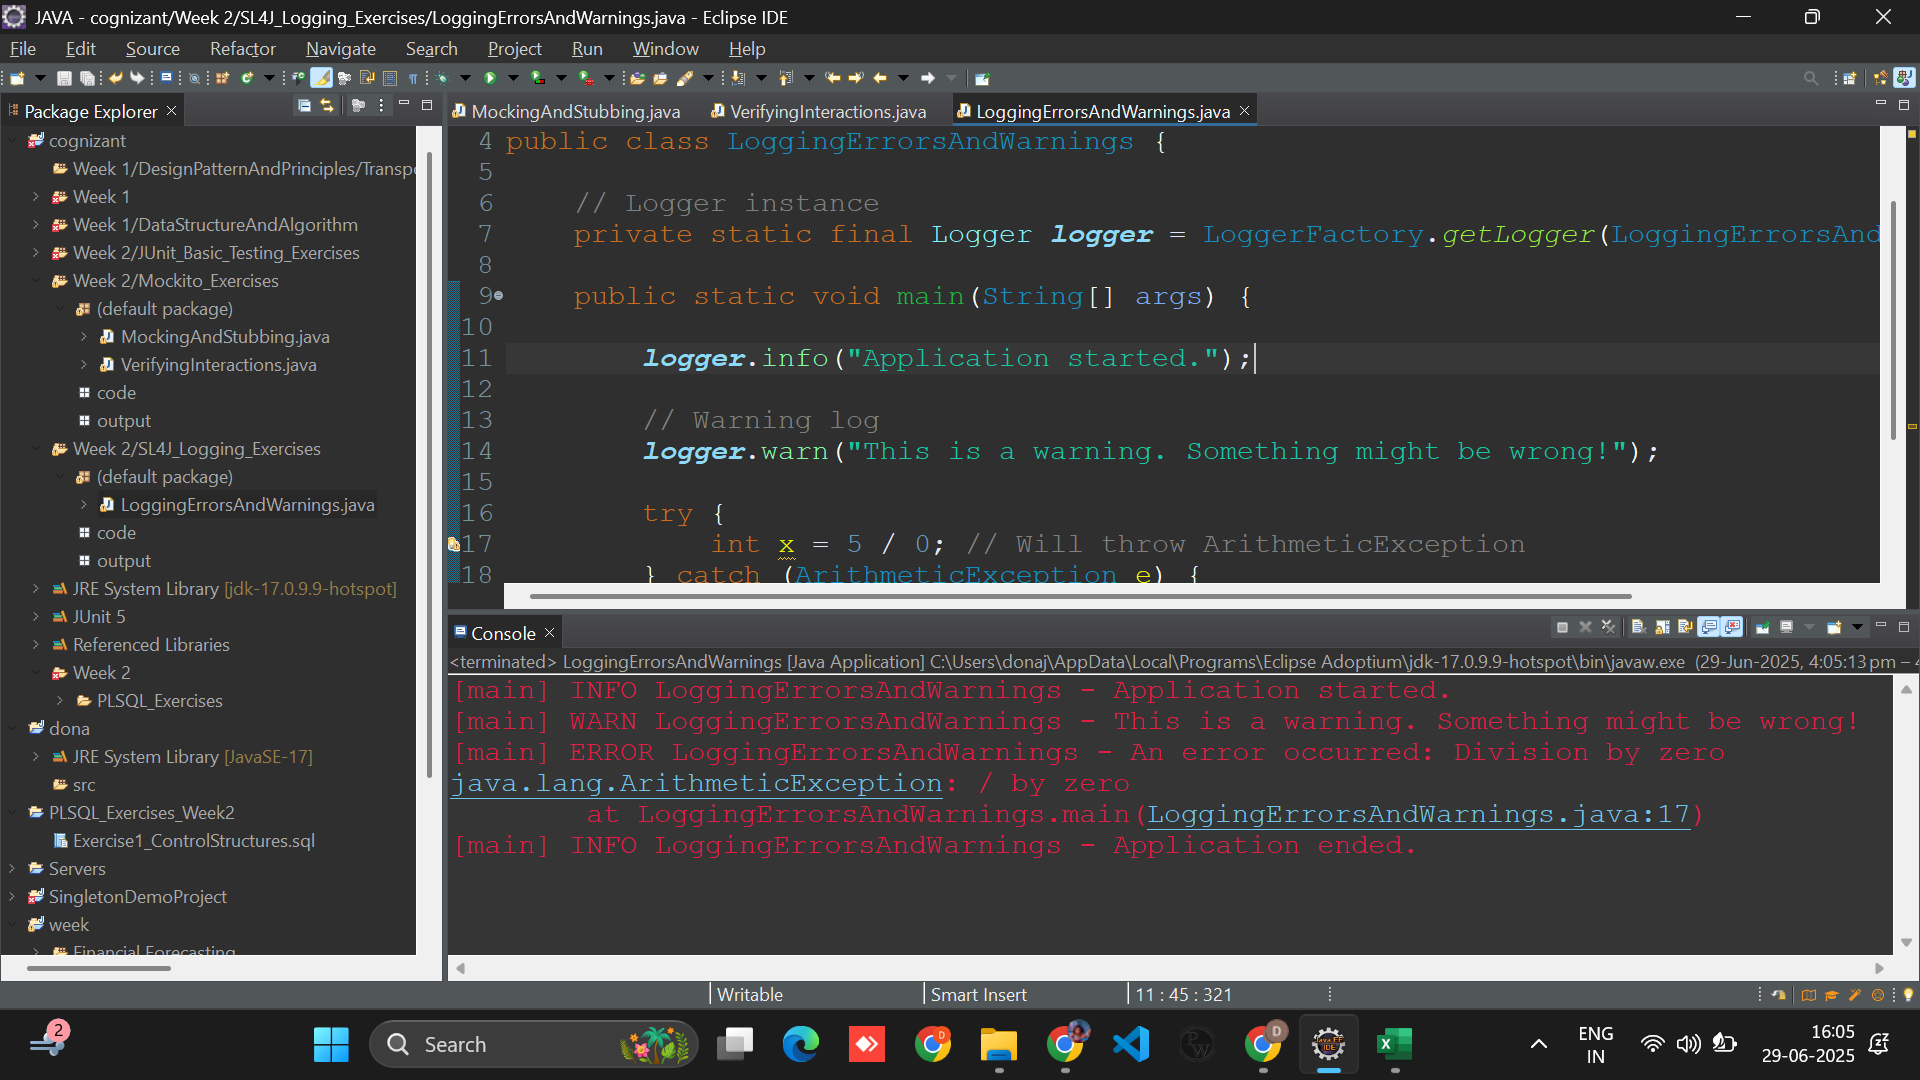 JAVA - cognizant/Week 2/SL4J_Logging_Exercises/LoggingErrorsAndWarnings.java - Eclipse IDE
File Edit Source Refactor Navigate Search Project Run Window Help
Package Explorer
cognizant
Week 1/DesignPatternAndPrinciples/Transp
Week 1
Week 1/DataStructureAndAlgorithm
Week 2/JUnit_Basic_Testing_Exercises
Week 2/Mockito_Exercises
(default package)
MockingAndStubbing.java
VerifyingInteractions.java
code
output
Week 2/SL4J_Logging_Exercises
(default package)
LoggingErrorsAndWarnings.java
code
output
JRE System Library [jdk-17.0.9.9-hotspot]
JUnit 5
Referenced Libraries
Week 2
PLSQL_Exercises
dona
JRE System Library [JavaSE-17]
src
PLSQL_Exercises_Week2
Exercise1_ControlStructures.sql
Servers
SingletonDemoProject
week
Financial Forecasting
MockingAndStubbing.java VerifyingInteractions.java LoggingErrorsAndWarnings.java
4 public class LoggingErrorsAndWarnings {
5
6 // Logger instance
7 private static final Logger logger = LoggerFactory.getLogger(LoggingErrorsAnd
8
9 public static void main(String[] args) {
10
11 logger.info("Application started.");
12
13 // Warning log
14 logger.warn("This is a warning. Something might be wrong!");
15
16 try {
17 int x = 5 / 0; // Will throw ArithmeticException
18 } catch (ArithmeticException e) {
Console
<terminated> LoggingErrorsAndWarnings [Java Application] C:\Users\donaj\AppData\Local\Programs\Eclipse Adoptium\jdk-17.0.9.9-hotspot\bin\javaw.exe (29-Jun-2025, 4:05:13 pm – 4
[main] INFO LoggingErrorsAndWarnings - Application started.
[main] WARN LoggingErrorsAndWarnings - This is a warning. Something might be wrong!
[main] ERROR LoggingErrorsAndWarnings - An error occurred: Division by zero
java.lang.ArithmeticException: / by zero
at LoggingErrorsAndWarnings.main(LoggingErrorsAndWarnings.java:17)
[main] INFO LoggingErrorsAndWarnings - Application ended.
Writable Smart Insert 11 : 45 : 321
2
Search
D
D
ENG
IN
16:05
29-06-2025